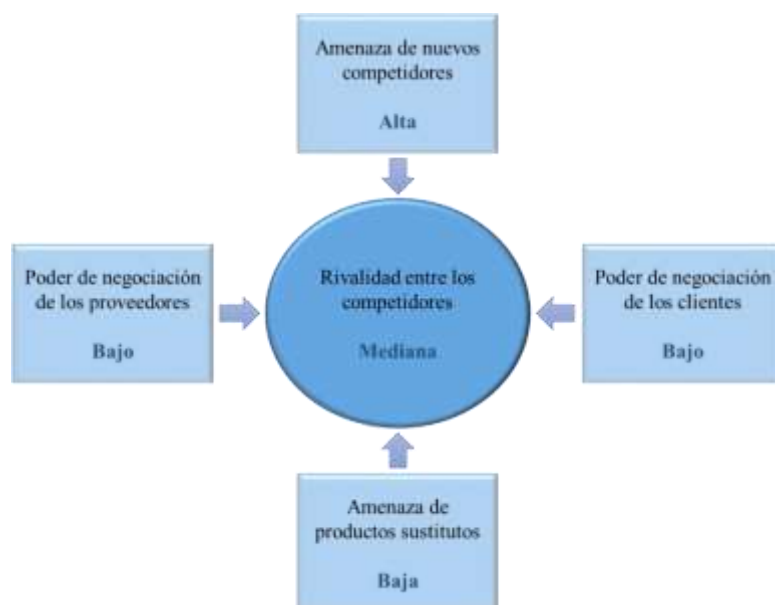 Amenaza de nuevos
competidores
Alta
Poder de negociación
de los proveedores
Bajo
Rivalidad entre los
competidores
Mediana
Poder de negociación
de los clientes
Bajo
Amenaza de
productos sustitutos
Baja